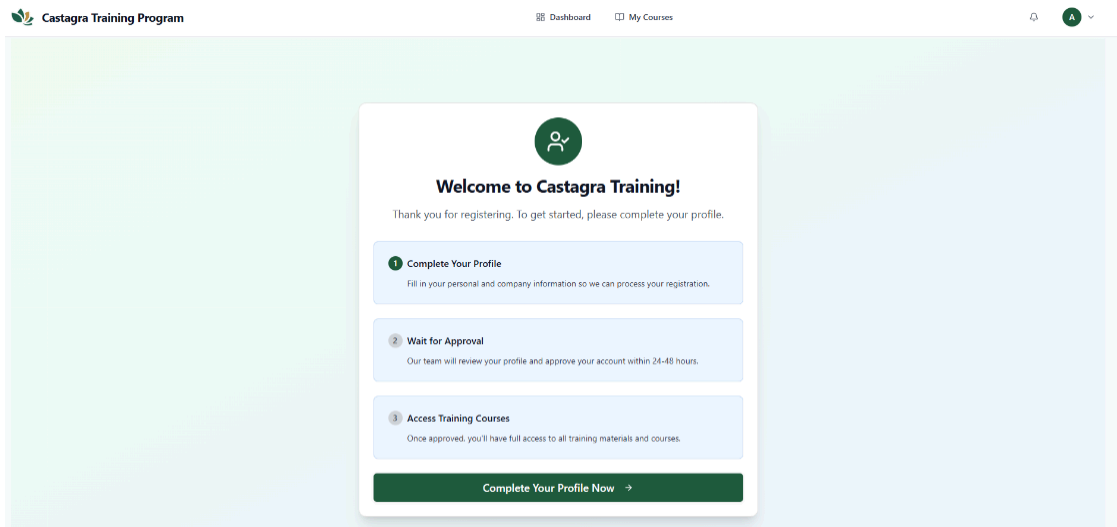 Castagra Training Program
Dashboard
My Courses
A
Welcome to Castagra Training!
Thank you for registering. To get started, please complete your profile.
1 Complete Your Profile
Fill in your personal and company information so we can process your registration.
2 Wait for Approval
Our team will review your profile and approve your account within 24-48 hours.
3 Access Training Courses
Once approved, you'll have full access to all training materials and courses.
Complete Your Profile Now →